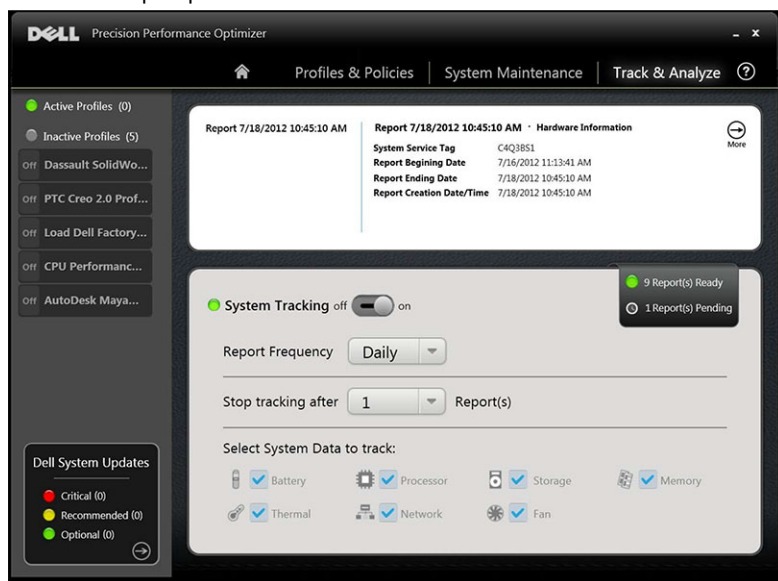 DELL Precision Performance Optimizer
Profiles & Policies System Maintenance Track & Analyze ?
Active Profiles (0)
Inactive Profiles (5)
Off Dassault SolidWo...
Off PTC Creo 2.0 Prof...
Off Load Dell Factory...
Off CPU Performanc...
Off AutoDesk Maya...
Dell System Updates
Critical (0)
Recommended (0)
Optional (0)
Report 7/18/2012 10:45:10 AM
Report 7/18/2012 10:45:10 AM · Hardware Information
More
System Service Tag C4Q3BS1
Report Begining Date 7/16/2012 11:13:41 AM
Report Ending Date 7/18/2012 10:45:10 AM
Report Creation Date/Time 7/18/2012 10:45:10 AM
9 Report(s) Ready
1 Report(s) Pending
System Tracking off on
Report Frequency Daily
Stop tracking after 1 Report(s)
Select System Data to track:
Battery Processor Storage Memory
Thermal Network Fan